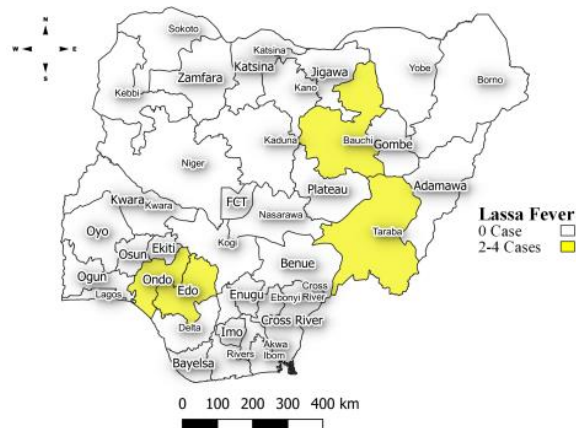 N
W E
S
Sokoto
Katsina
Katsina
Jigawa
Zamfara
Yobe
Borno
Kebbi
Kano
Kaduna
Bauchi
Gombe
Niger
Plateau
Adamawa
Kwara
Kwara
FCT
Nasarawa
Taraba
Oyo
Kogi
Osun
Ekiti
Benue
Ogun
Lagos
Ondo
Edo
Enugu
Ebonyi
Cross
River
Delta
Imo
Cross River
Akwa
Ibom
Rivers
Bayelsa
Lassa Fever
0 Case
2-4 Cases
0 100 200 300 400 km